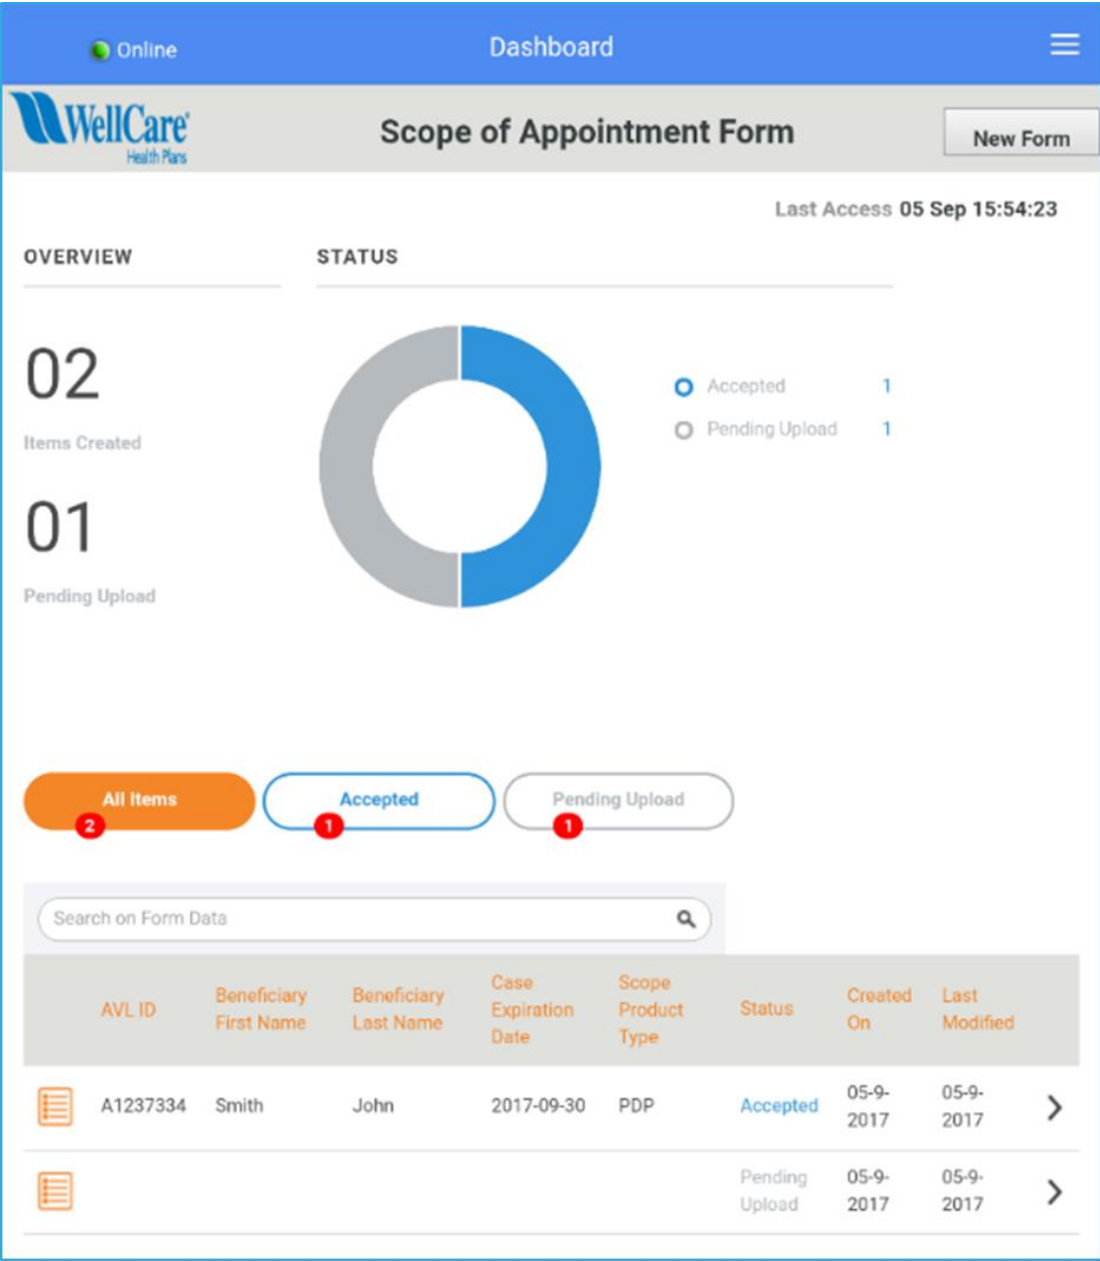 Online
Dashboard
WellCare®
Health Plans
Scope of Appointment Form
New Form
Last Access 05 Sep 15:54:23
OVERVIEW
STATUS
02
Items Created
01
Pending Upload
Accepted 1
Pending Upload 1
All Items
2
Accepted
1
Pending Upload
1
Search on Form Data
AVL ID
Beneficiary
First Name
Beneficiary
Last Name
Case
Expiration
Date
Scope
Product
Type
Status
Created
On
Last
Modified
A1237334
Smith
John
2017-09-30
PDP
Accepted
05-9-
2017
05-9-
2017
Pending
Upload
05-9-
2017
05-9-
2017